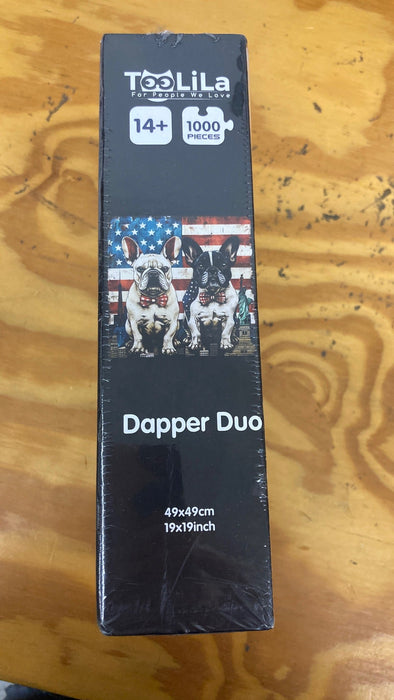 TOOLiLa
For People We Love
14+
1000
PIECES
Dapper Duo
49x49cm
19x19inch